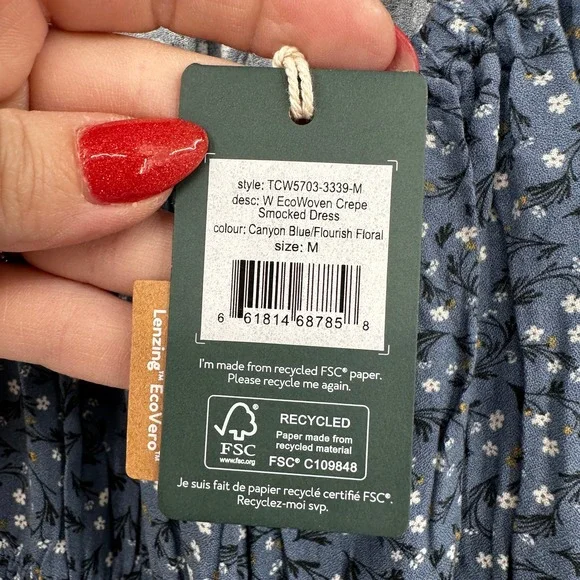 style: TCW5703-3339-M
desc: W EcoWoven Crepe
Smocked Dress
colour: Canyon Blue/Flourish Floral
size: M
6 61814 68785 8
I'm made from recycled FSC® paper.
Please recycle me again.
FSC
www.fsc.org
RECYCLED
Paper made from
recycled material
FSC® C109848
Je suis fait de papier recyclé certifié FSC®.
Recyclez-moi svp.
Lenzing™ EcoVero™